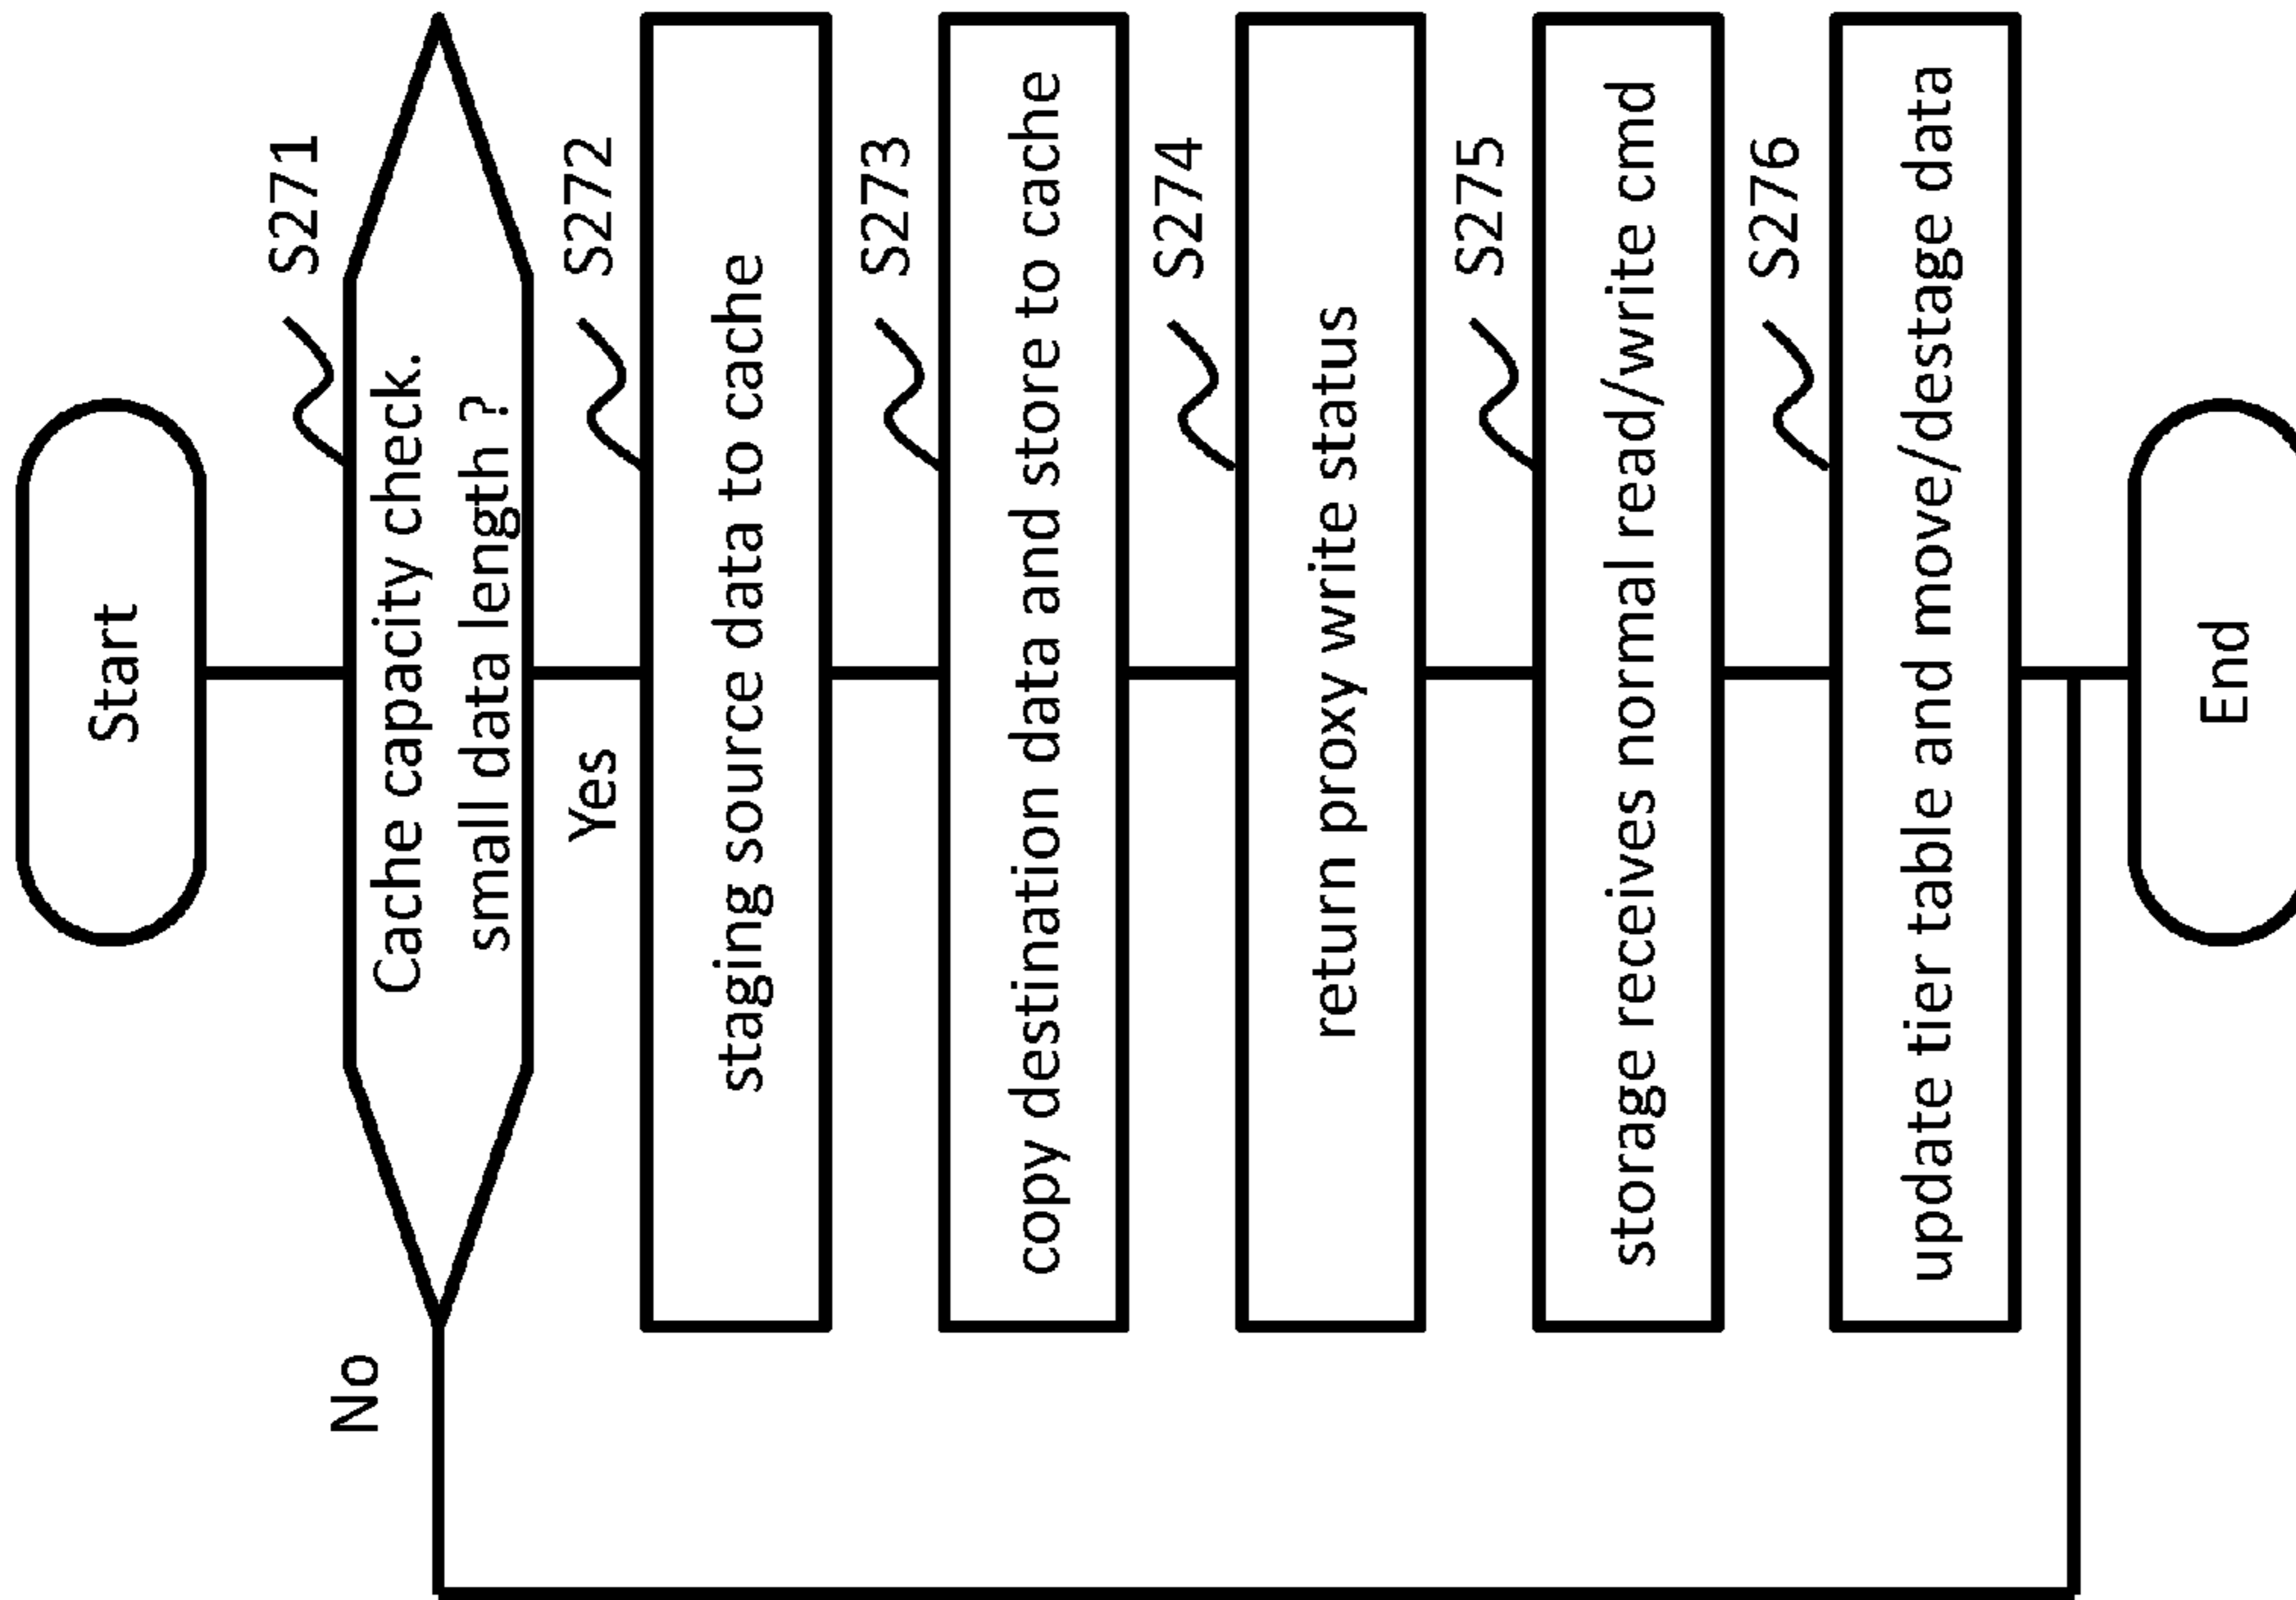 Start
S271
Cache capacity check.
small data length ?
No
Yes
S272
staging source data to cache
S273
copy destination data and store to cache
S274
return proxy write status
S275
storage receives normal read/write cmd
S276
update tier table and move/destage data
End